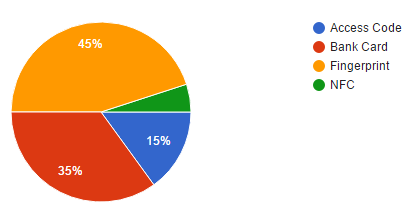 45%
15%
35%
Access Code
Bank Card
Fingerprint
NFC